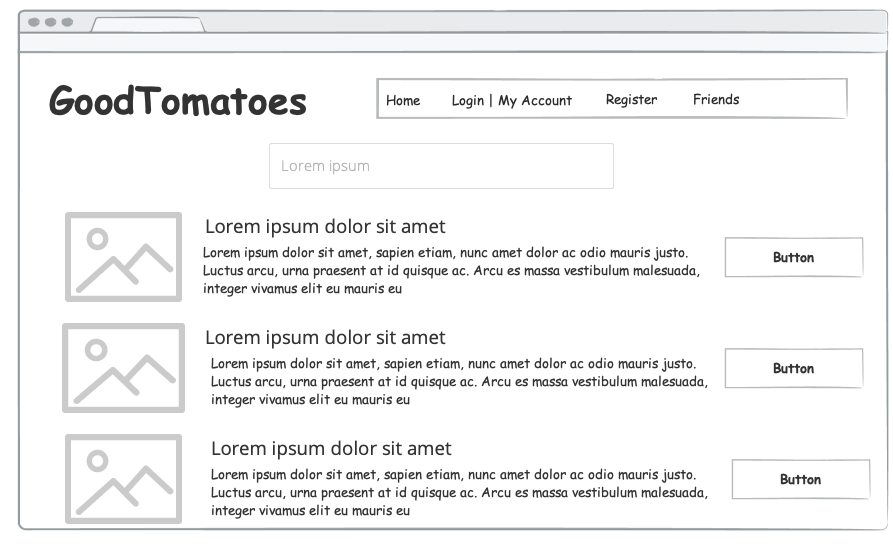 GoodTomatoes
Home Login | My Account Register Friends
Lorem ipsum
Lorem ipsum dolor sit amet
Lorem ipsum dolor sit amet, sapien etiam, nunc amet dolor ac odio mauris justo.
Luctus arcu, urna praesent at id quisque ac. Arcu es massa vestibulum malesuada,
integer vivamus elit eu mauris eu
Button
Lorem ipsum dolor sit amet
Lorem ipsum dolor sit amet, sapien etiam, nunc amet dolor ac odio mauris justo.
Luctus arcu, urna praesent at id quisque ac. Arcu es massa vestibulum malesuada,
integer vivamus elit eu mauris eu
Button
Lorem ipsum dolor sit amet
Lorem ipsum dolor sit amet, sapien etiam, nunc amet dolor ac odio mauris justo.
Luctus arcu, urna praesent at id quisque ac. Arcu es massa vestibulum malesuada,
integer vivamus elit eu mauris eu
Button